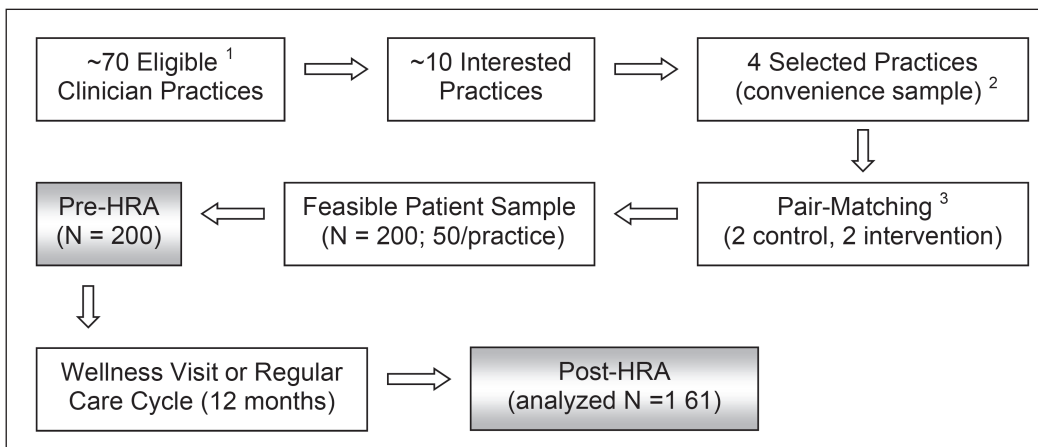 ~70 Eligible 1
Clinician Practices
~10 Interested
Practices
4 Selected Practices
(convenience sample) 2
Pair-Matching 3
(2 control, 2 intervention)
Feasible Patient Sample
(N = 200; 50/practice)
Pre-HRA
(N = 200)
Wellness Visit or Regular
Care Cycle (12 months)
Post-HRA
(analyzed N =1 61)